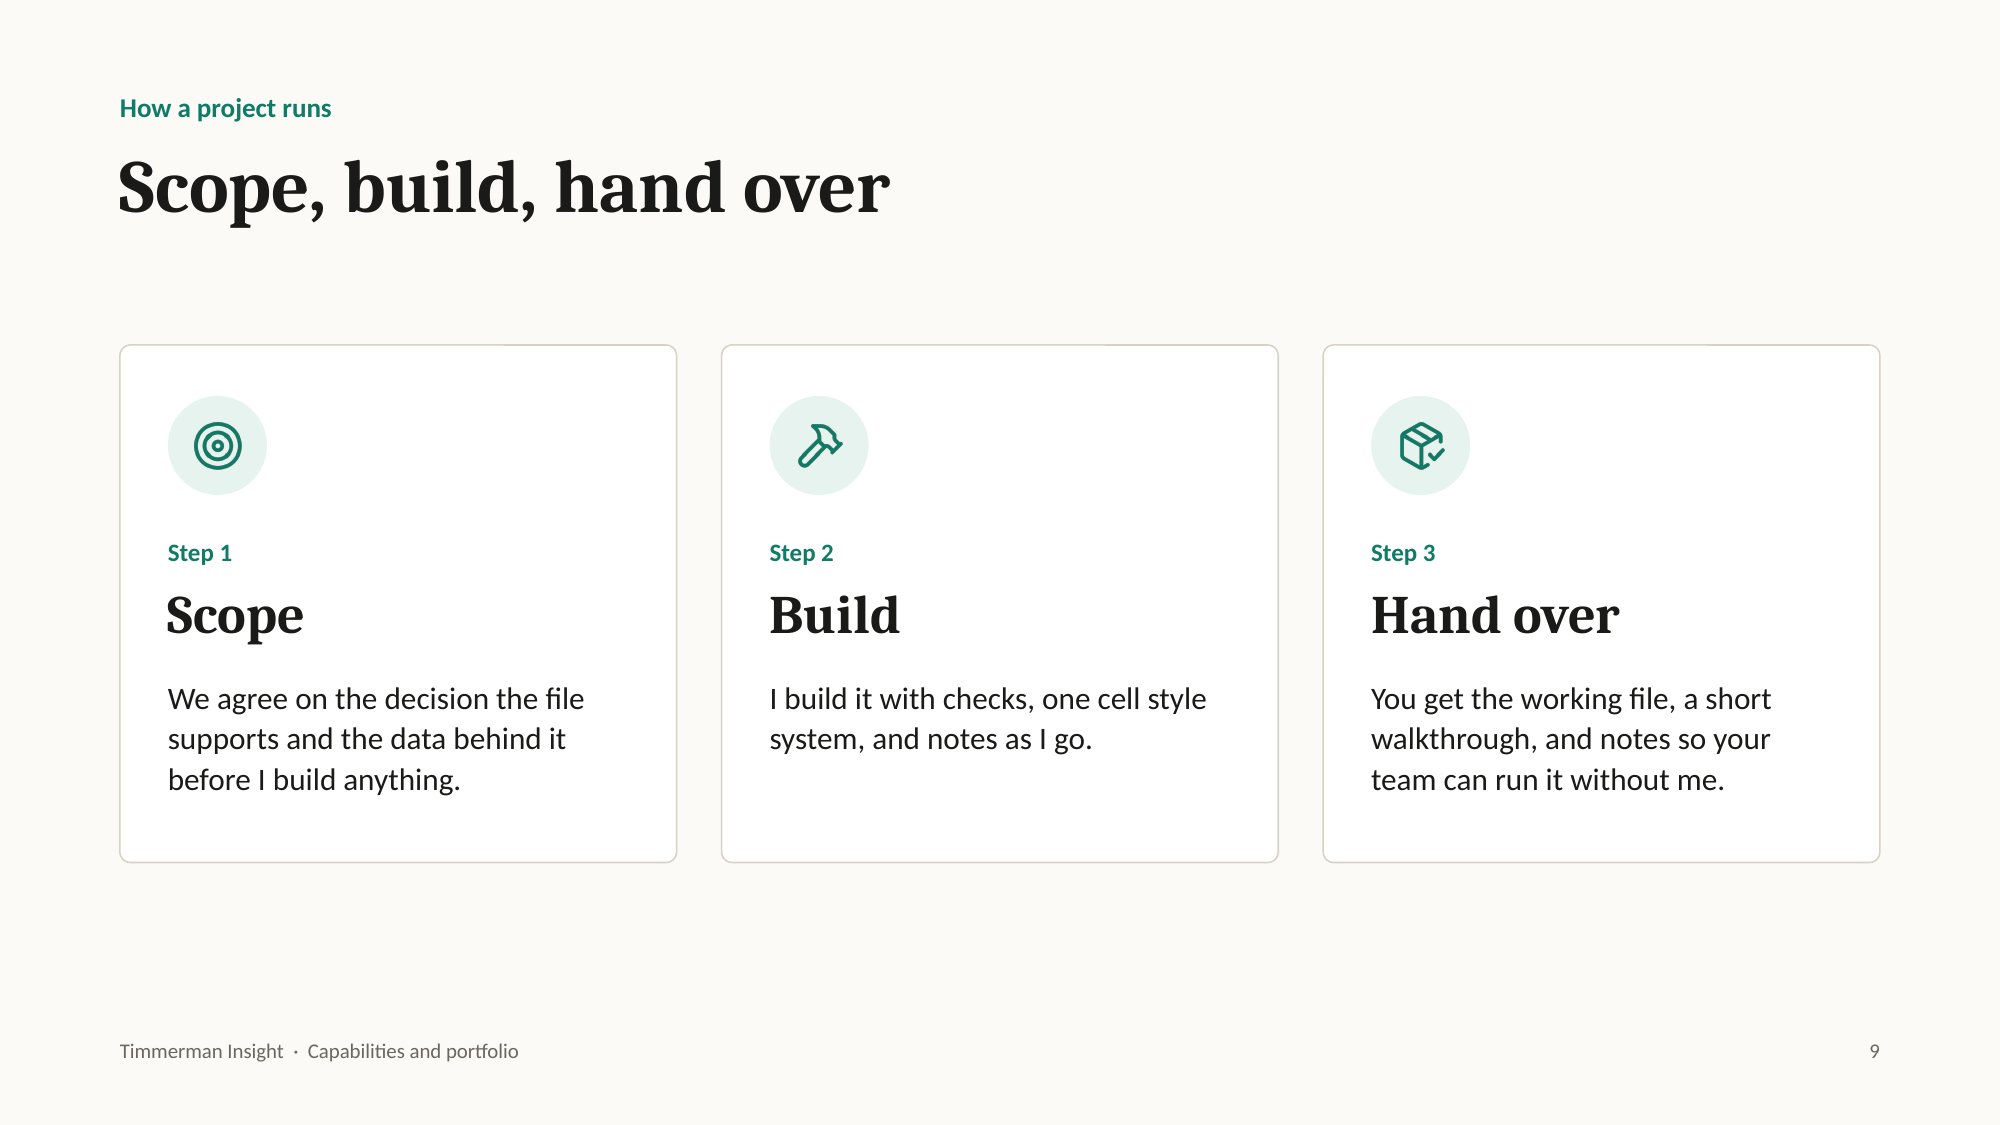 How a project runs
Scope, build, hand over
Step 1
Scope
We agree on the decision the file
supports and the data behind it
before I build anything.
Step 2
Build
I build it with checks, one cell style
system, and notes as I go.
Step 3
Hand over
You get the working file, a short
walkthrough, and notes so your
team can run it without me.
Timmerman Insight · Capabilities and portfolio
9